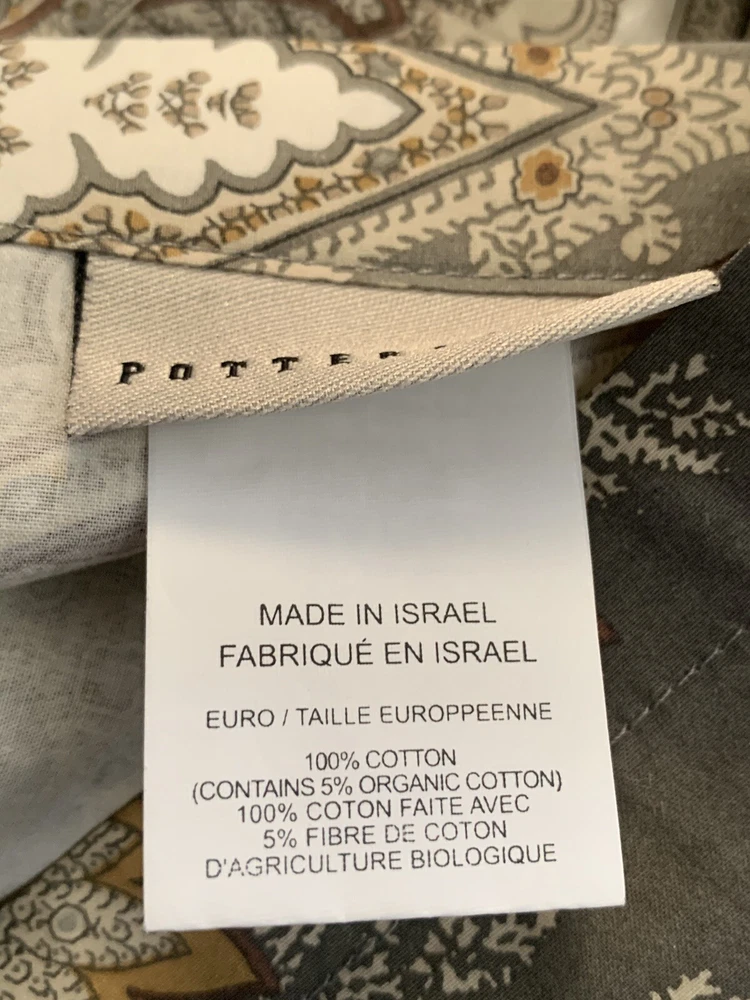 POTTER
MADE IN ISRAEL
FABRIQUÉ EN ISRAEL
EURO / TAILLE EUROPPEENNE
100% COTTON
(CONTAINS 5% ORGANIC COTTON)
100% COTON FAITE AVEC
5% FIBRE DE COTON
D'AGRICULTURE BIOLOGIQUE